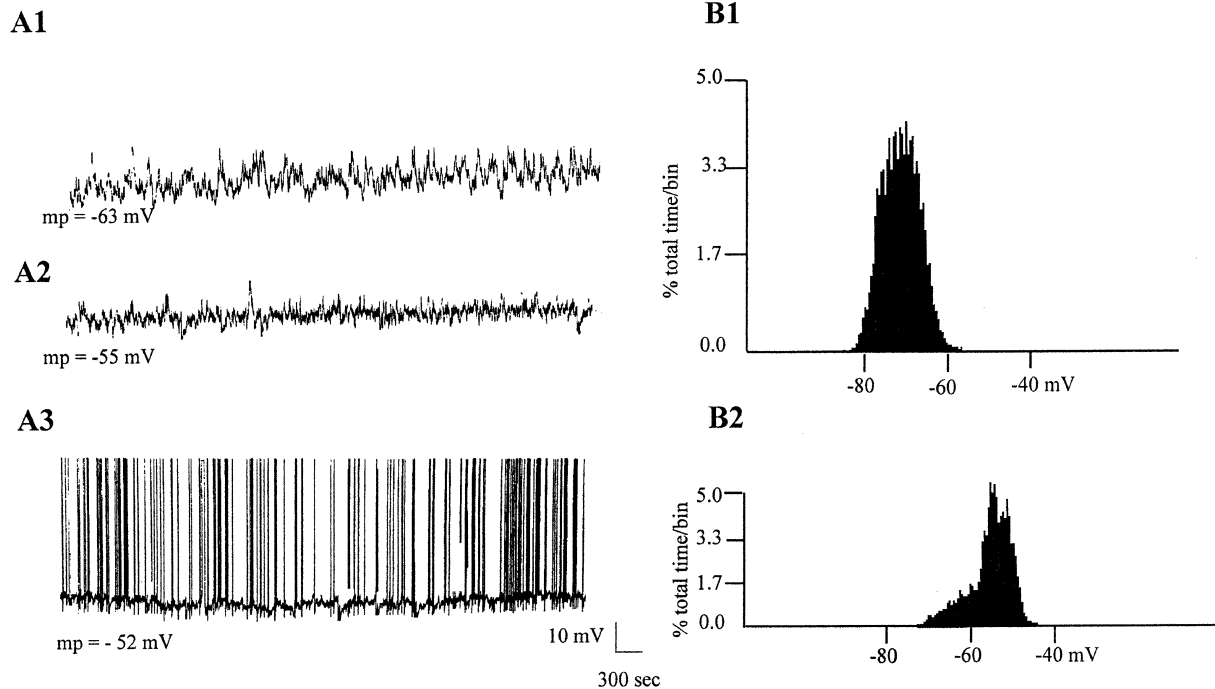 A1
mp = -63 mV
A2
mp = -55 mV
A3
mp = - 52 mV
10 mV
300 sec
B1
% total time/bin
5.0
3.3
1.7
0.0
-80
-60
-40 mV
B2
% total time/bin
5.0
3.3
1.7
0.0
-80
-60
-40 mV